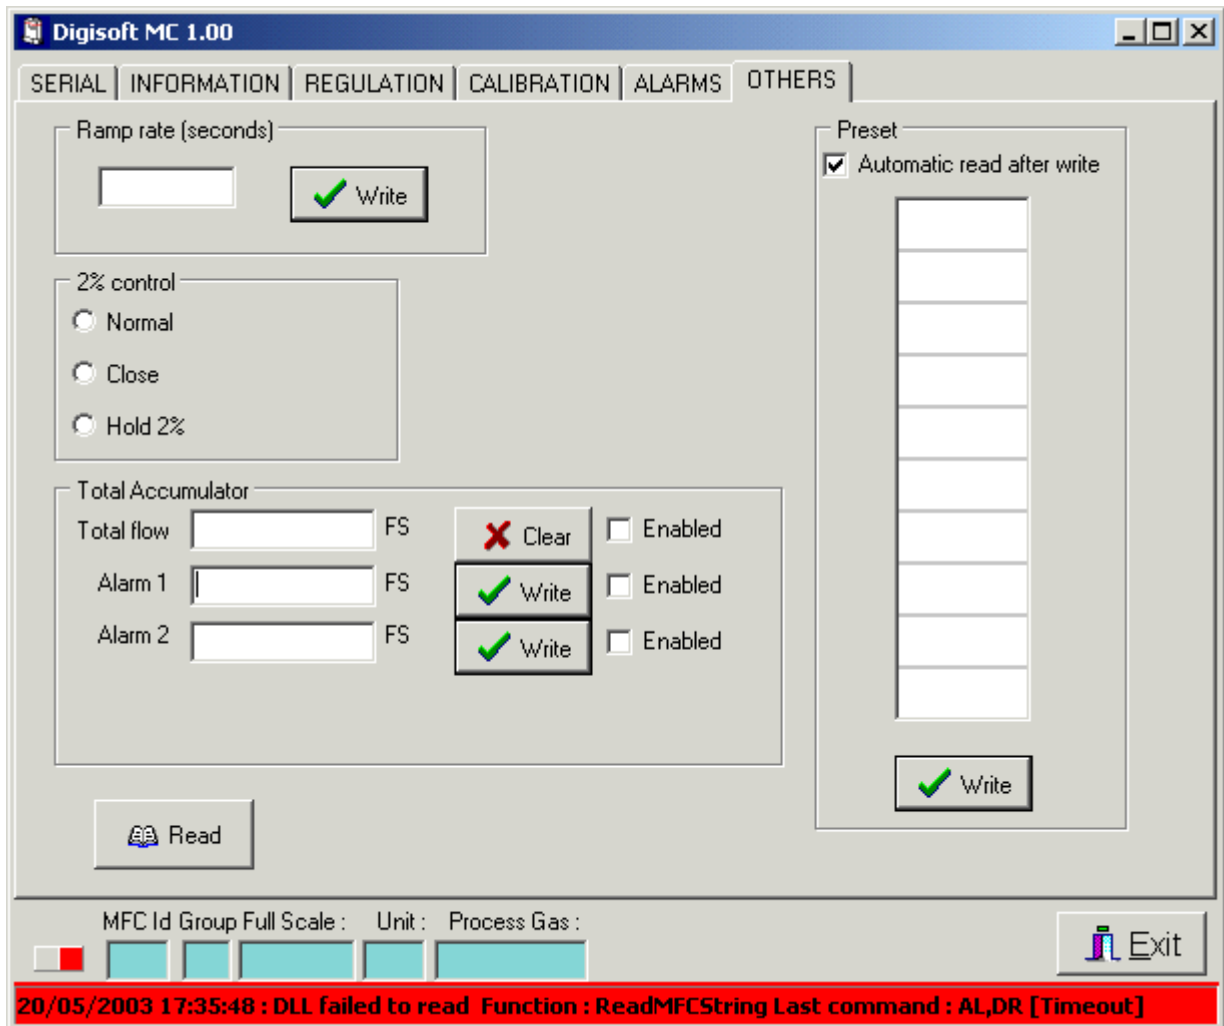 Digisoft MC 1.00
SERIAL INFORMATION REGULATION CALIBRATION ALARMS OTHERS
Ramp rate (seconds)
Write
2% control
Normal
Close
Hold 2%
Total Accumulator
Total flow FS Clear Enabled
Alarm 1 FS Write Enabled
Alarm 2 FS Write Enabled
Preset
Automatic read after write
Write
Read
MFC Id Group Full Scale : Unit : Process Gas :
Exit
20/05/2003 17:35:48 : DLL failed to read Function : ReadMFCString Last command : AL,DR [Timeout]